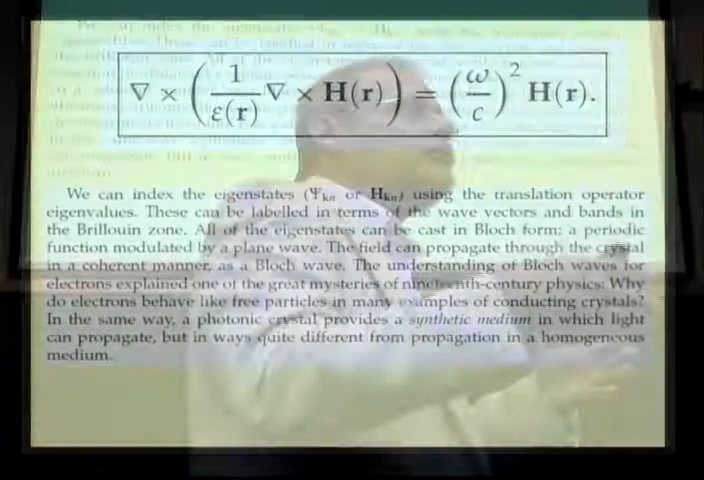 ∇ × (1/ε(r) ∇ × H(r)) = (ω/c)² H(r).
We can index the eigenstates (Ψkn or Hkn) using the translation operator
eigenvalues. These can be labelled in terms of the wave vectors and bands in
the Brillouin zone. All of the eigenstates can be cast in Bloch form: a periodic
function modulated by a plane wave. The field can propagate through the crystal
in a coherent manner, as a Bloch wave. The understanding of Bloch waves for
electrons explained one of the great mysteries of nineteenth-century physics: Why
do electrons behave like free particles in many examples of conducting crystals?
In the same way, a photonic crystal provides a synthetic medium in which light
can propagate, but in ways quite different from propagation in a homogeneous
medium.